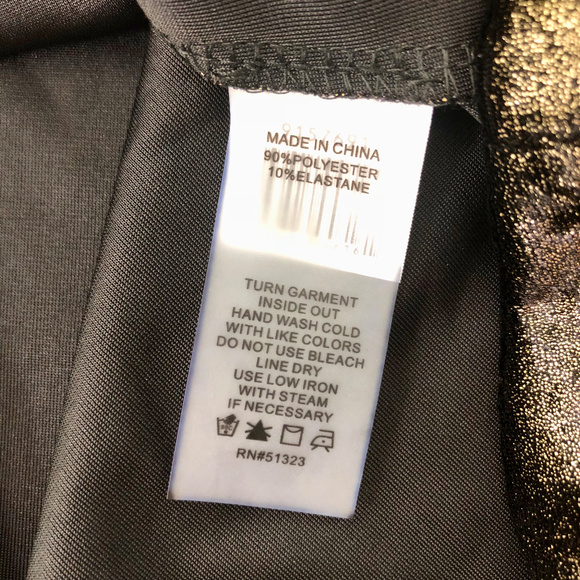 MADE IN CHINA
90%POLYESTER
10%ELASTANE
TURN GARMENT
INSIDE OUT
HAND WASH COLD
WITH LIKE COLORS
DO NOT USE BLEACH
LINE DRY
USE LOW IRON
WITH STEAM
IF NECESSARY
RN#51323